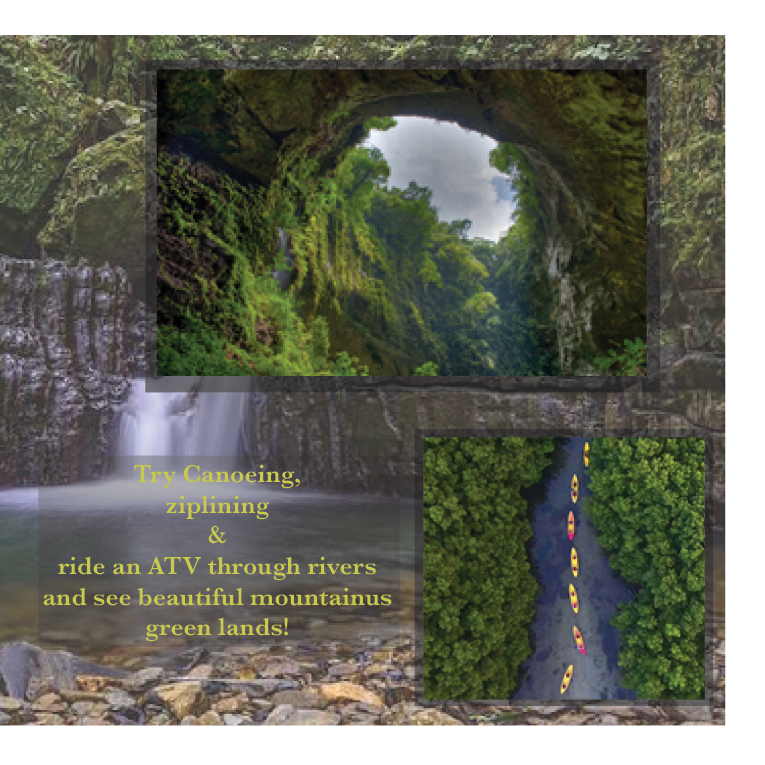 Try Canoeing,
ziplining
&
ride an ATV through rivers
and see beautiful mountainus
green lands!